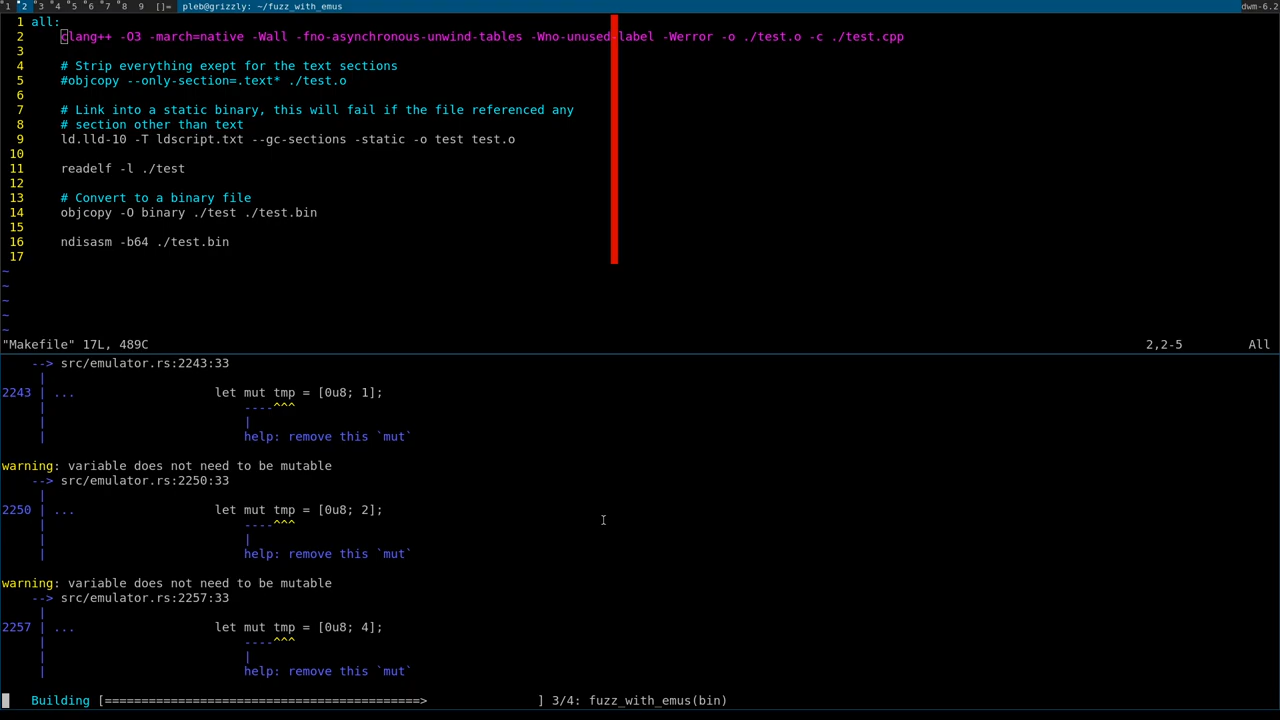 1 2 3 4 5 6 7 8 9 []= pleb@grizzly: ~/fuzz_with_emus dwm-6.2
1 all:
2 clang++ -O3 -march=native -Wall -fno-asynchronous-unwind-tables -Wno-unused-label -Werror -o ./test.o -c ./test.cpp
3
4 # Strip everything exept for the text sections
5 #objcopy --only-section=.text* ./test.o
6
7 # Link into a static binary, this will fail if the file referenced any
8 # section other than text
9 ld.lld-10 -T ldscript.txt --gc-sections -static -o test test.o
10
11 readelf -l ./test
12
13 # Convert to a binary file
14 objcopy -O binary ./test ./test.bin
15
16 ndisasm -b64 ./test.bin
17
~
~
~
~
~
"Makefile" 17L, 489C 2,2-5 All
--> src/emulator.rs:2243:33
|
2243 | ... let mut tmp = [0u8; 1];
| ----^^^
| |
| help: remove this `mut`
warning: variable does not need to be mutable
--> src/emulator.rs:2250:33
|
2250 | ... let mut tmp = [0u8; 2];
| ----^^^
| |
| help: remove this `mut`
warning: variable does not need to be mutable
--> src/emulator.rs:2257:33
|
2257 | ... let mut tmp = [0u8; 4];
| ----^^^
| |
| help: remove this `mut`
Building [===========================================> ] 3/4: fuzz_with_emus(bin)